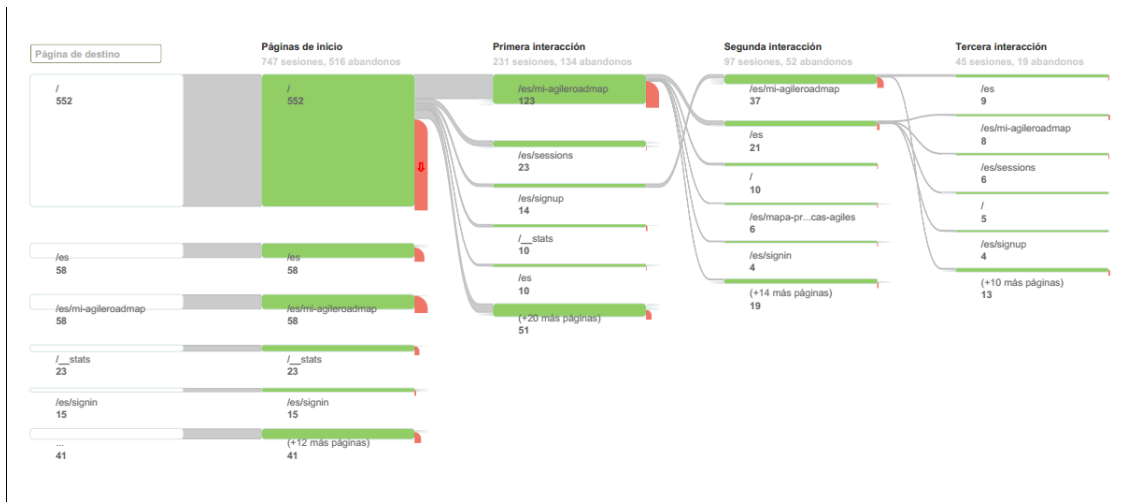 Página de destino
/
552
/es
58
/es/mi-agileroadmap
58
/__stats
23
/es/signin
15
...
41
Páginas de inicio
747 sesiones, 516 abandonos
/
552
/es
58
/es/mi-agileroadmap
58
/__stats
23
/es/signin
15
(+12 más páginas)
41
Primera interacción
231 sesiones, 134 abandonos
/es/mi-agileroadmap
123
/es/sessions
23
/es/signup
14
/__stats
10
/es
10
(+20 más páginas)
51
Segunda interacción
97 sesiones, 52 abandonos
/es/mi-agileroadmap
37
/es
21
/
10
/es/mapa-pr...cas-agiles
6
/es/signin
4
(+14 más páginas)
19
Tercera interacción
45 sesiones, 19 abandonos
/es
9
/es/mi-agileroadmap
8
/es/sessions
6
/
5
/es/signup
4
(+10 más páginas)
13